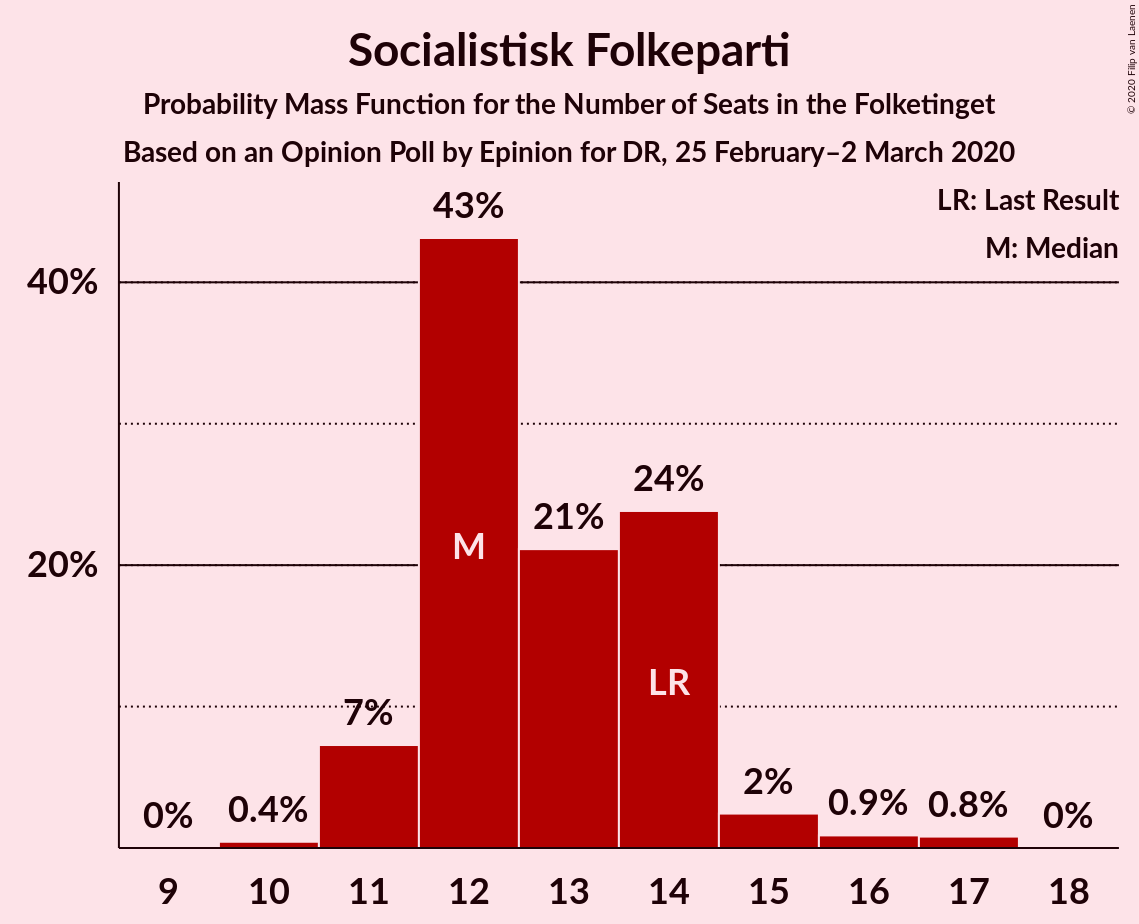 Socialistisk Folkeparti
Probability Mass Function for the Number of Seats in the Folketinget
Based on an Opinion Poll by Epinion for DR, 25 February–2 March 2020
© 2020 Filip van Laenen
LR: Last Result
M: Median
40%
20%
0%
0.4%
7%
43%
21%
24%
2%
0.9%
0.8%
0%
M
LR
9 10 11 12 13 14 15 16 17 18